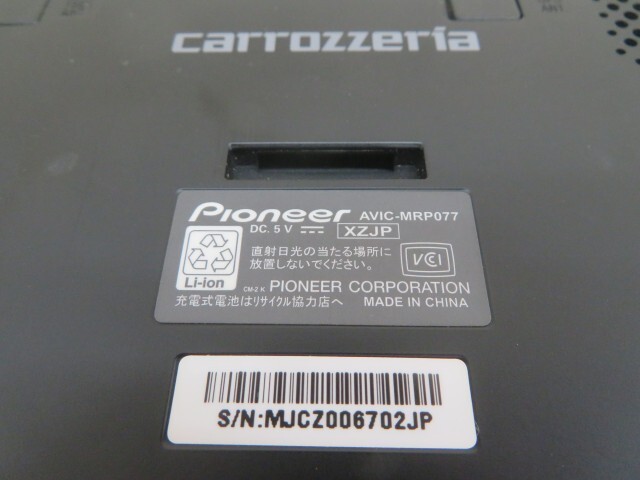 carrozzeria
Pioneer AVIC-MRP077
DC. 5 V XZJP
直射日光の当たる場所に
放置しないでください。
Li-ion
VCCI
CM-2 K PIONEER CORPORATION
充電式電池はリサイクル協力店へ MADE IN CHINA
S/N:MJCZ006702JP